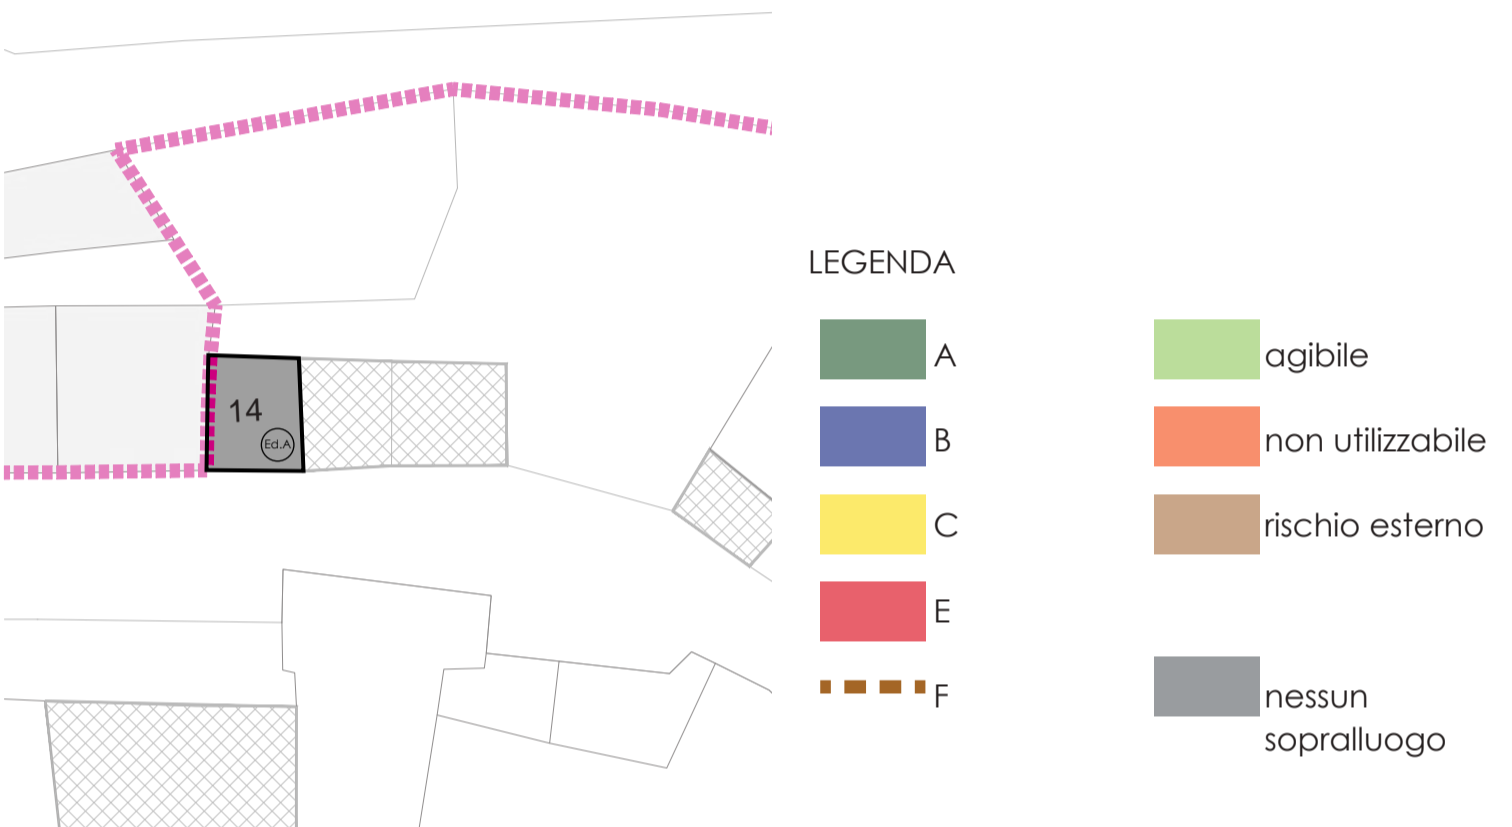 14
Ed.A
LEGENDA
A
B
C
E
F
agibile
non utilizzabile
rischio esterno
nessun
sopralluogo